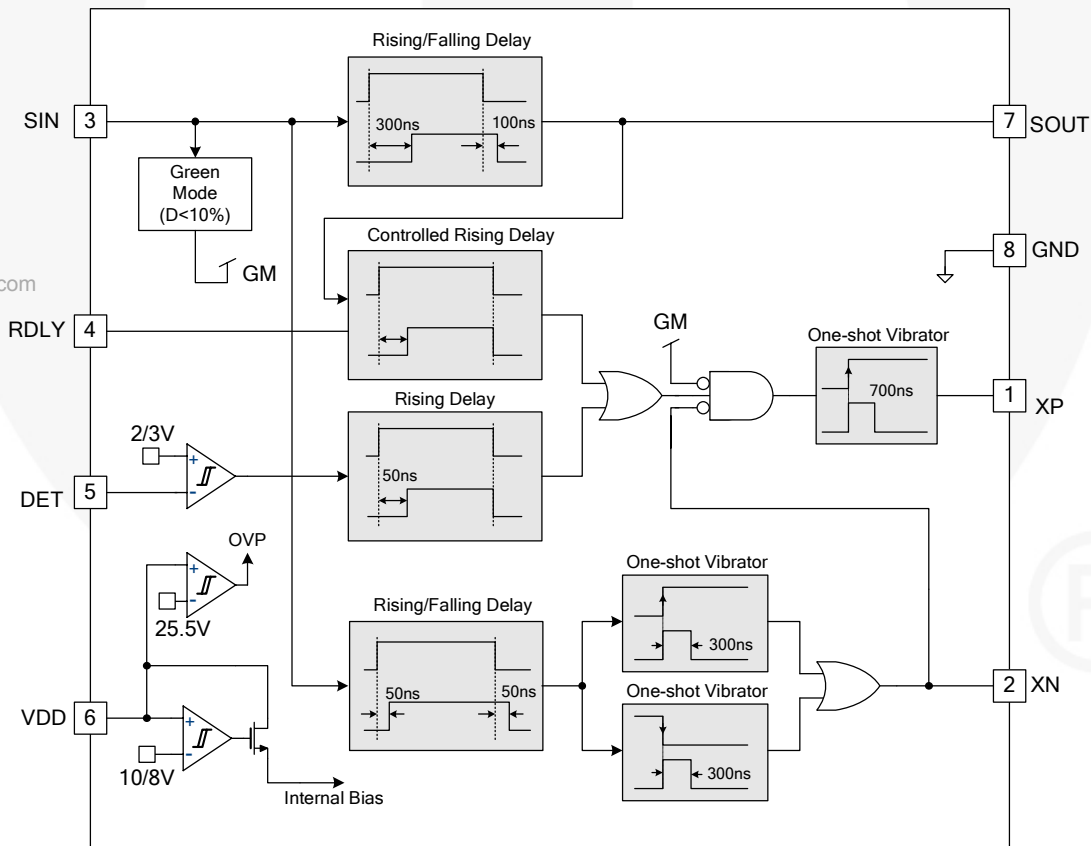 Rising/Falling Delay
SIN
3
300ns
100ns
7
SOUT
Green
Mode
(D<10%)
GM
Controlled Rising Delay
8
GND
com
RDLY
4
GM
One-shot Vibrator
700ns
1
XP
Rising Delay
2/3V
+
-
50ns
DET
5
OVP
+
-
25.5V
Rising/Falling Delay
One-shot Vibrator
300ns
50ns
50ns
VDD
6
+
-
10/8V
Internal Bias
One-shot Vibrator
300ns
2
XN
R